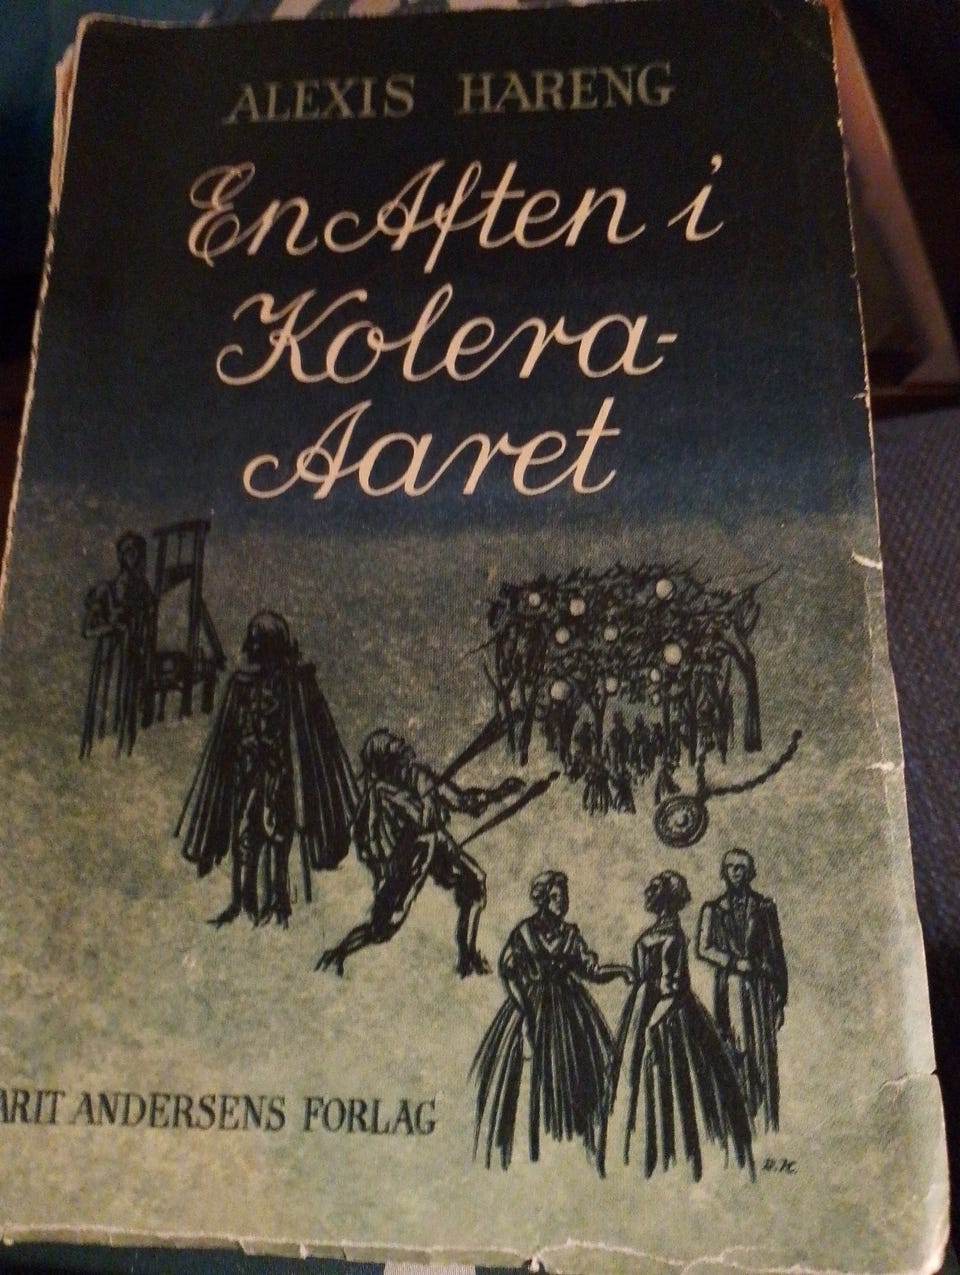 ALEXIS HARENG
En Aften i
Kolera-
Aaret
ARIT ANDERSENS FORLAG